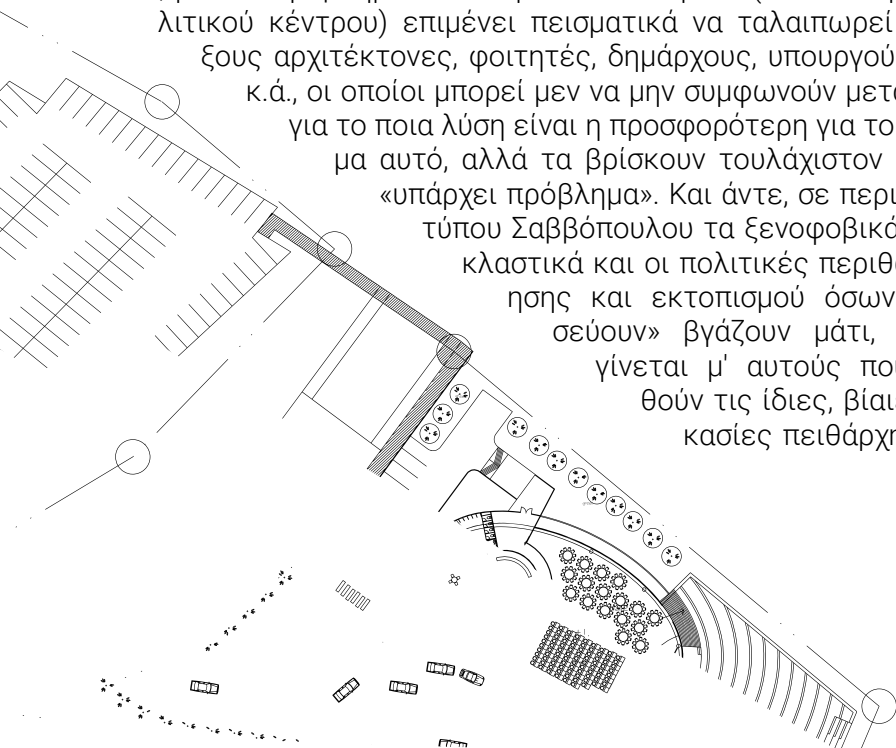 λιτικού κέντρου) επιμένει πεισματικά να ταλαιπωρεί
ξους αρχιτέκτονες, φοιτητές, δημάρχους, υπουργού
κ.ά., οι οποίοι μπορεί μεν να μην συμφωνούν μετα
για το ποια λύση είναι η προσφορότερη για το
μα αυτό, αλλά τα βρίσκουν τουλάχιστον
«υπάρχει πρόβλημα». Και άντε, σε περι
τύπου Σαββόπουλου τα ξενοφοβικά
κλαστικά και οι πολιτικές περιθ
ησης και εκτοπισμού όσων
σεύουν» βγάζουν μάτι,
γίνεται μ' αυτούς πο
θούν τις ίδιες, βίαι
κασίες πειθάρχη